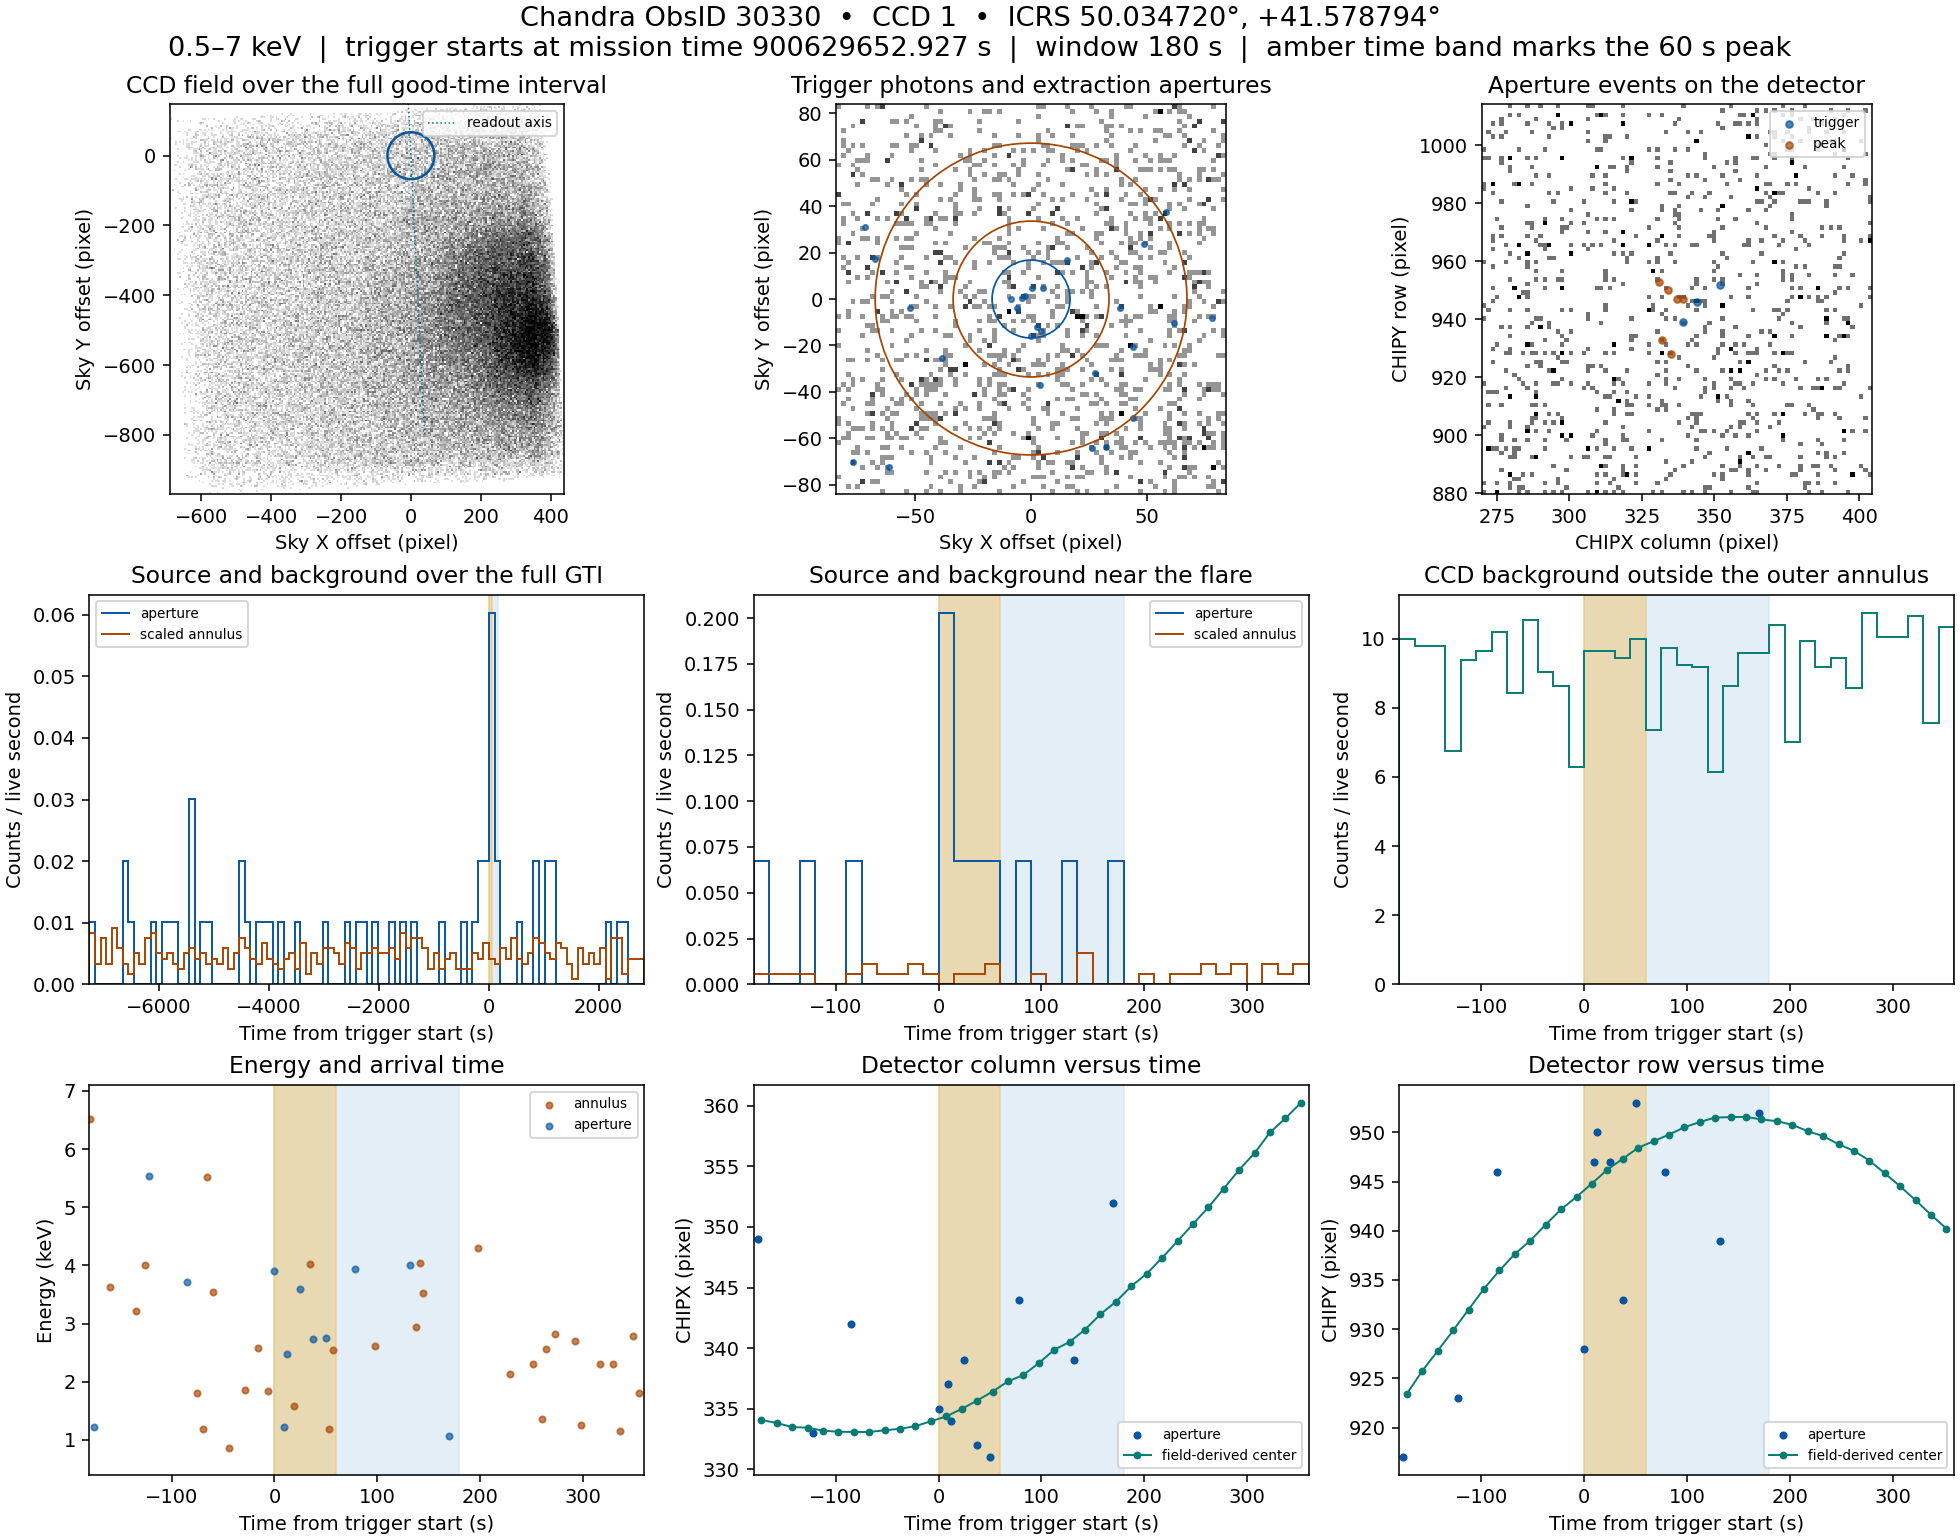 Chandra ObsID 30330 • CCD 1 • ICRS 50.034720°, +41.578794°
0.5–7 keV | trigger starts at mission time 900629652.927 s | window 180 s | amber time band marks the 60 s peak
CCD field over the full good-time interval
readout axis
0
−200
−400
−600
−800
Sky Y offset (pixel)
−600 −400 −200 0 200 400
Sky X offset (pixel)
Trigger photons and extraction apertures
80
60
40
20
0
−20
−40
−60
−80
Sky Y offset (pixel)
−50 0 50
Sky X offset (pixel)
Aperture events on the detector
trigger
peak
1000
980
960
940
920
900
880
CHIPY row (pixel)
275 300 325 350 375 400
CHIPX column (pixel)
Source and background over the full GTI
aperture
scaled annulus
0.06
0.05
0.04
0.03
0.02
0.01
0.00
Counts / live second
−6000 −4000 −2000 0 2000
Time from trigger start (s)
Source and background near the flare
aperture
scaled annulus
0.200
0.175
0.150
0.125
0.100
0.075
0.050
0.025
0.000
Counts / live second
−100 0 100 200 300
Time from trigger start (s)
CCD background outside the outer annulus
10
8
6
4
2
0
Counts / live second
−100 0 100 200 300
Time from trigger start (s)
Energy and arrival time
annulus
aperture
7
6
5
4
3
2
1
Energy (keV)
−100 0 100 200 300
Time from trigger start (s)
Detector column versus time
360
355
350
345
340
335
330
CHIPX (pixel)
aperture
field-derived center
−100 0 100 200 300
Time from trigger start (s)
Detector row versus time
950
945
940
935
930
925
920
CHIPY (pixel)
aperture
field-derived center
−100 0 100 200 300
Time from trigger start (s)